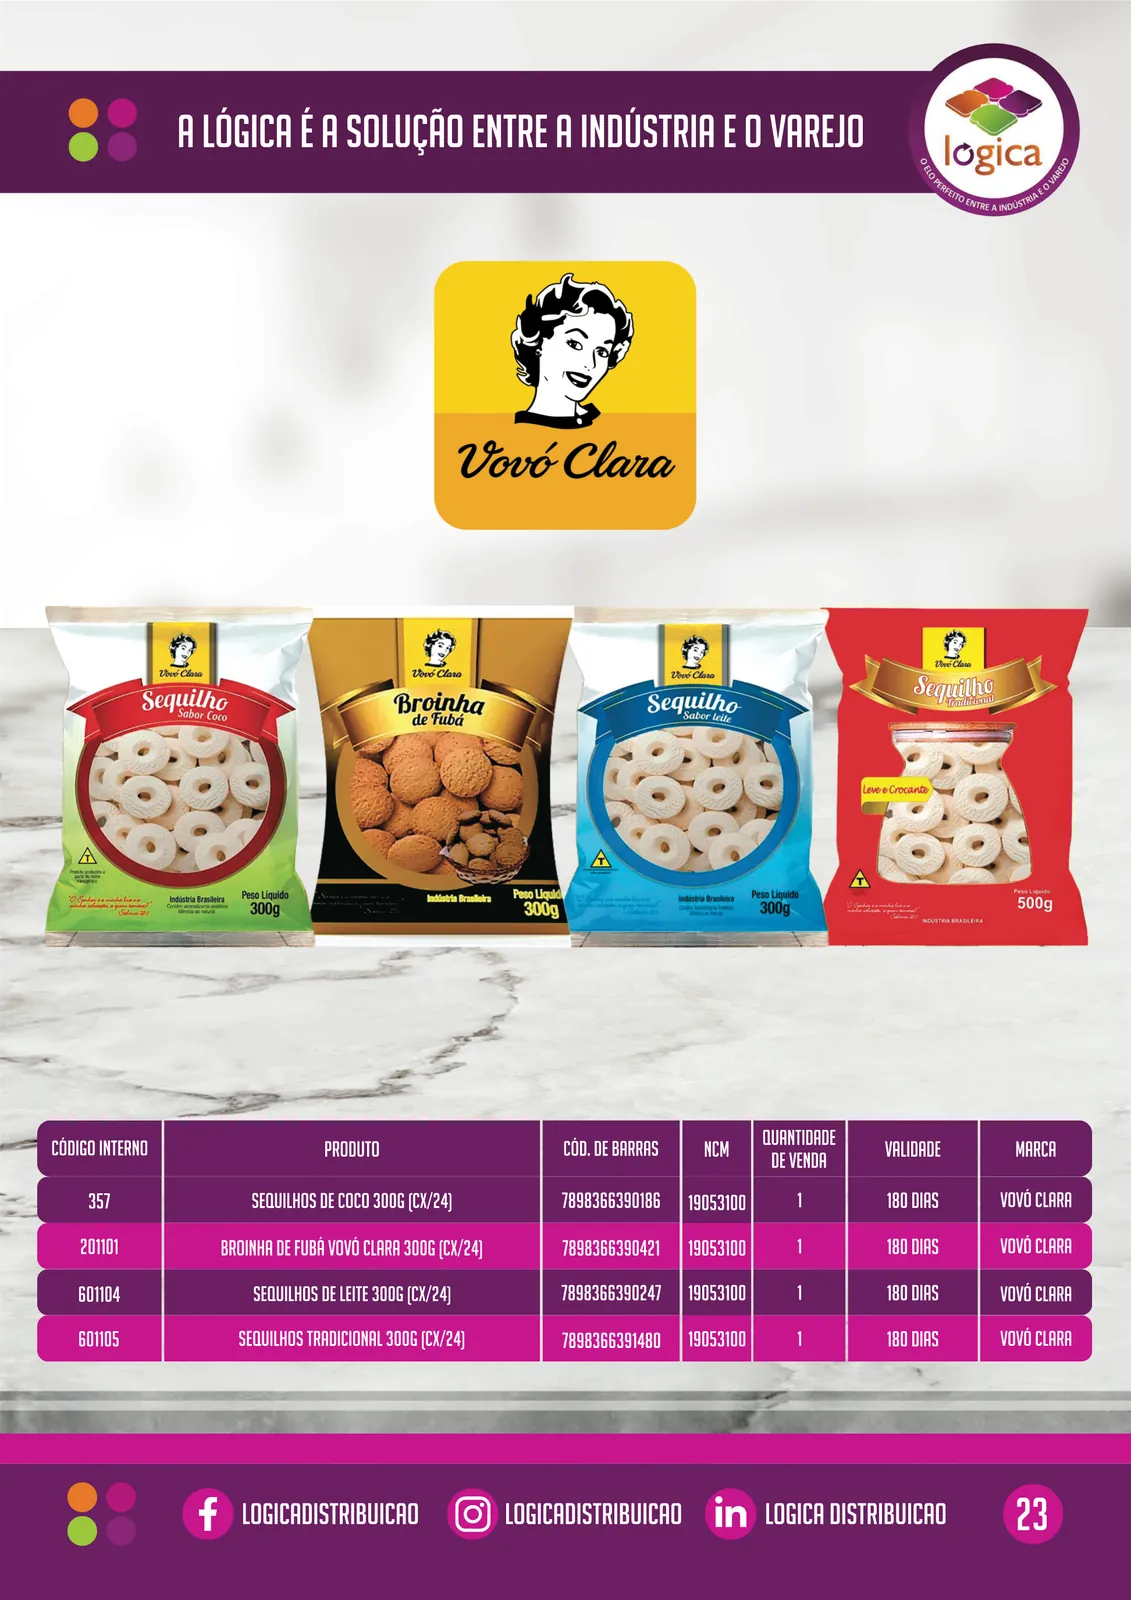 A LÓGICA É A SOLUÇÃO ENTRE A INDÚSTRIA E O VAREJO
logica
O ELO PERFEITO ENTRE A INDÚSTRIA E O VAREJO
Vovó Clara
Vovó Clara
Sequilho
Sabor Coco
T
Indústria Brasileira
Peso Líquido
300g
Vovó Clara
Broinha
de Fubá
Indústria Brasileira
Peso Líquid
300g
Vovó Clara
Sequilho
Sabor leite
T
Indústria Brasileira
Peso Líquido
300g
Vovó Clara
Sequilho
Tradicional
Leve e Crocante
T
Peso Líquido
500g
INDÚSTRIA BRASILEIRA
CÓDIGO INTERNO PRODUTO CÓD. DE BARRAS NCM QUANTIDADE DE VENDA VALIDADE MARCA
357 SEQUILHOS DE COCO 300G (CX/24) 7898366390186 19053100 1 180 DIAS VOVÓ CLARA
201101 BROINHA DE FUBÁ VOVÓ CLARA 300G (CX/24) 7898366390421 19053100 1 180 DIAS VOVÓ CLARA
601104 SEQUILHOS DE LEITE 300G (CX/24) 7898366390247 19053100 1 180 DIAS VOVÓ CLARA
601105 SEQUILHOS TRADICIONAL 300G (CX/24) 7898366391480 19053100 1 180 DIAS VOVÓ CLARA
LOGICADISTRIBUICAO LOGICADISTRIBUICAO LOGICA DISTRIBUICAO 23